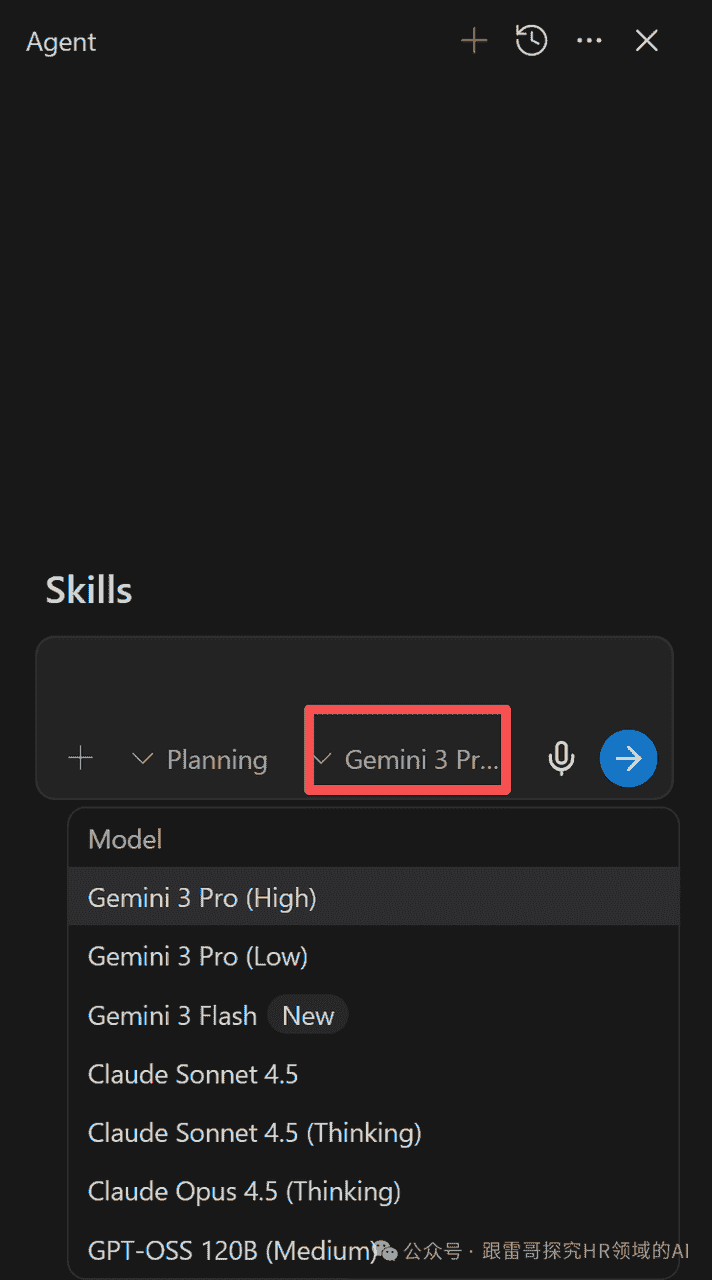 Agent
Skills
Planning
Gemini 3 Pr...
Model
Gemini 3 Pro (High)
Gemini 3 Pro (Low)
Gemini 3 Flash New
Claude Sonnet 4.5
Claude Sonnet 4.5 (Thinking)
Claude Opus 4.5 (Thinking)
GPT-OSS 120B (Medium)
公众号 · 跟雷哥探究HR领域的AI